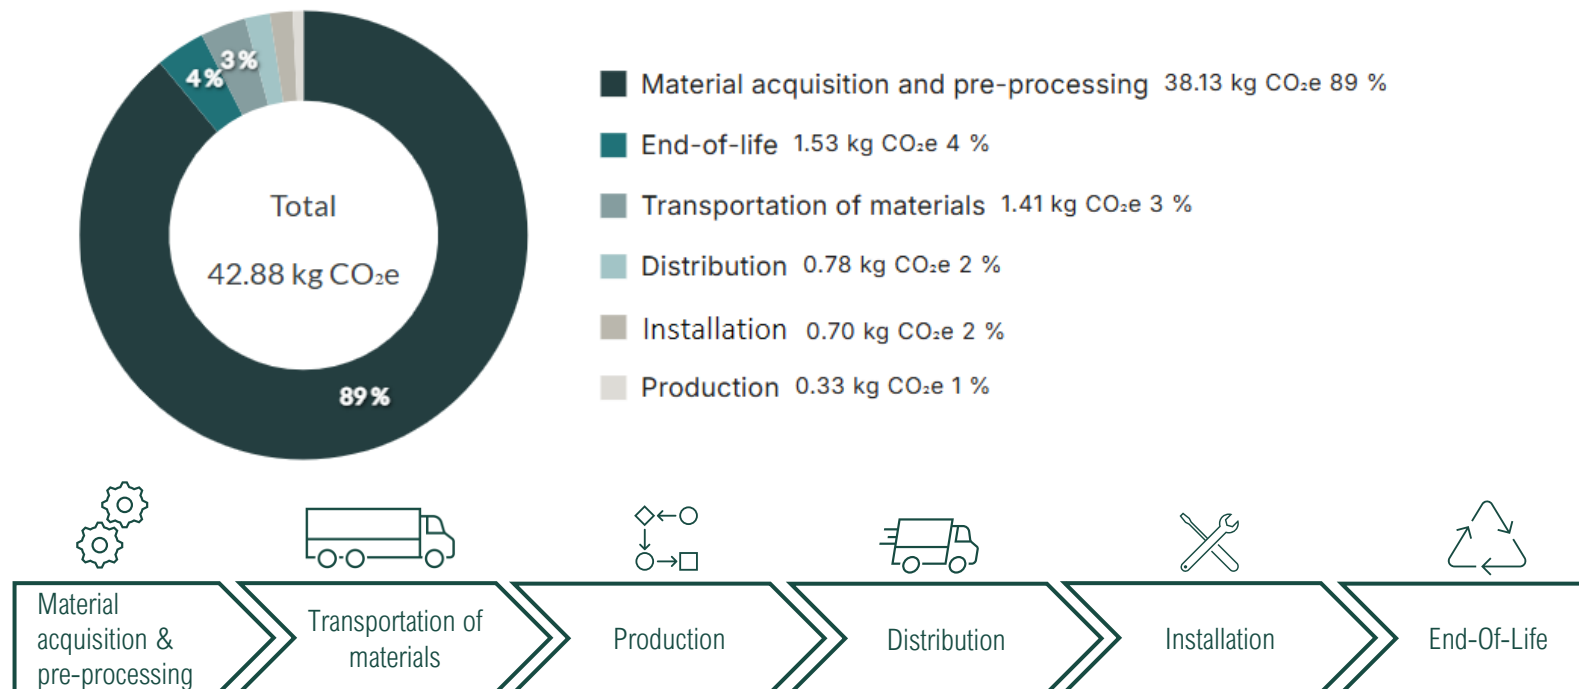 4%
3%
Total
42.88 kg CO₂e
89%
Material acquisition and pre-processing 38.13 kg CO₂e 89 %
End-of-life 1.53 kg CO₂e 4 %
Transportation of materials 1.41 kg CO₂e 3 %
Distribution 0.78 kg CO₂e 2 %
Installation 0.70 kg CO₂e 2 %
Production 0.33 kg CO₂e 1 %
Material
acquisition &
pre-processing
Transportation of
materials
Production
Distribution
Installation
End-Of-Life